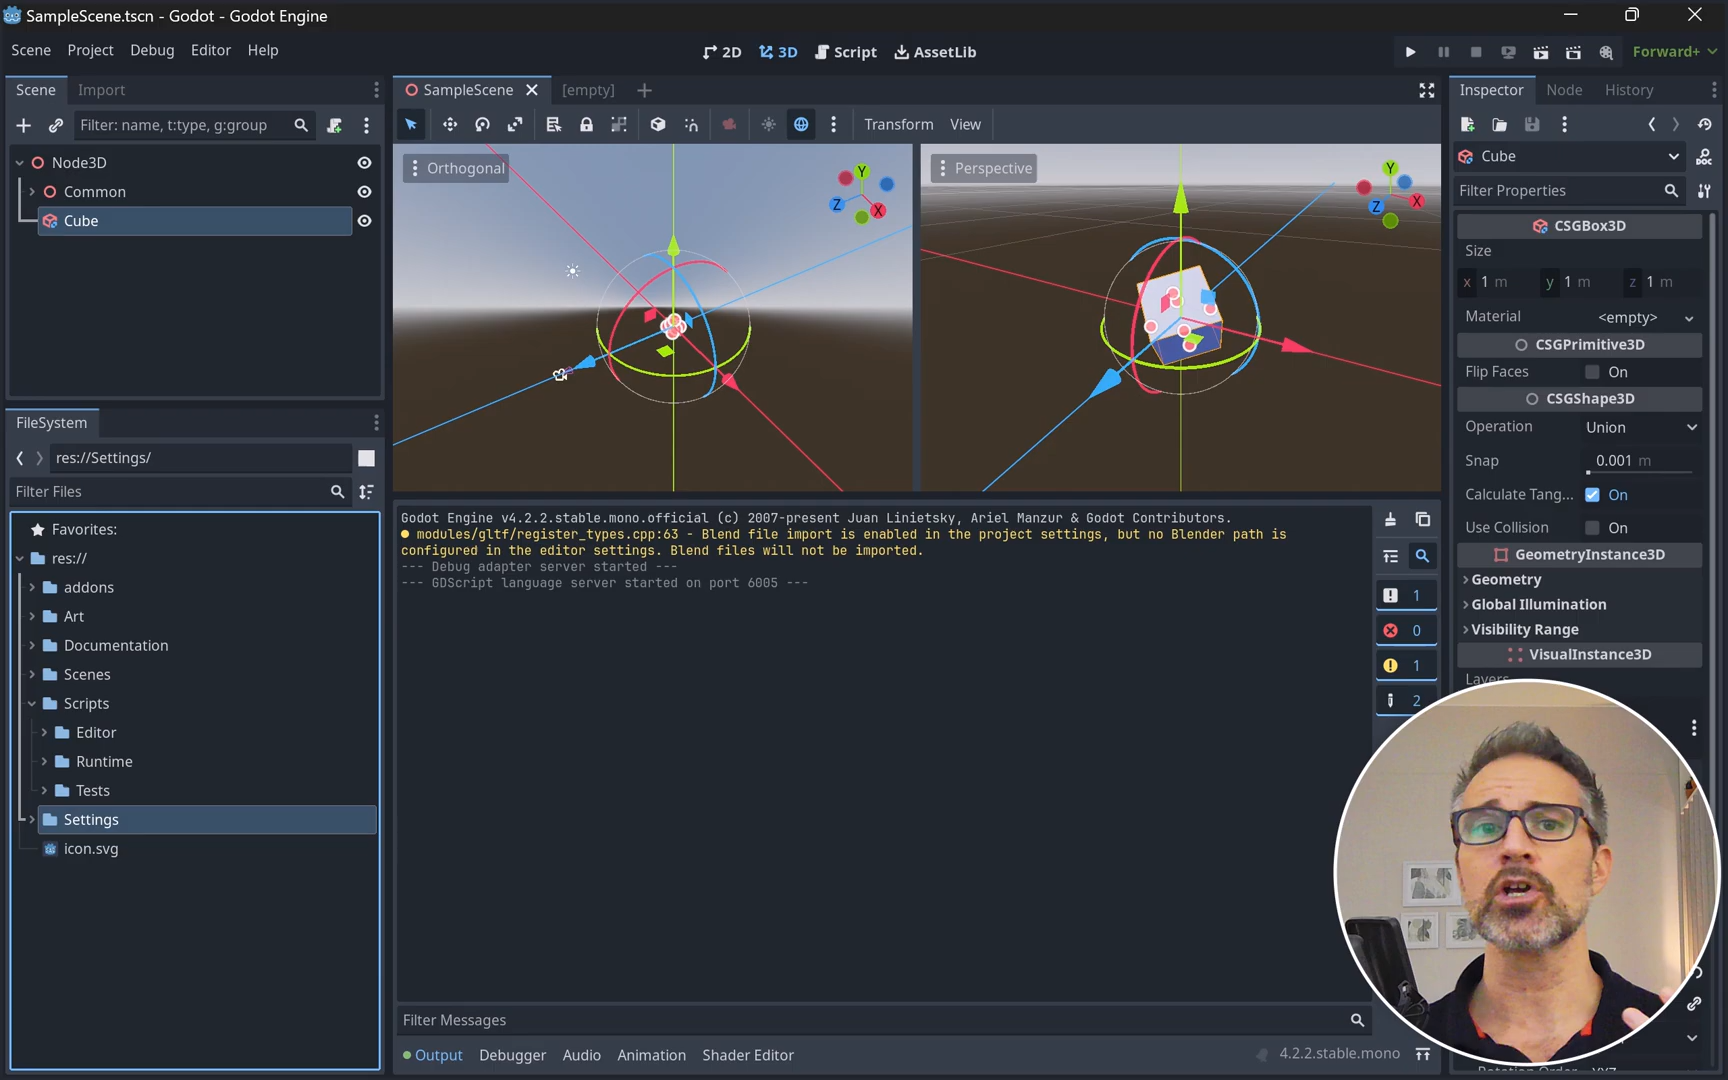 SampleScene.tscn - Godot - Godot Engine
Scene Project Debug Editor Help
2D 3D Script AssetLib
Forward+
Scene Import
Filter: name, t:type, g:group
Node3D
Common
Cube
SampleScene [empty]
Transform View
Orthogonal
Y
Z
X
Perspective
Y
Z
X
Inspector Node History
Cube
Filter Properties
CSGBox3D
Size
x 1 m y 1 m z 1 m
Material <empty>
CSGPrimitive3D
Flip Faces On
CSGShape3D
Operation Union
Snap 0.001 m
Calculate Tang... On
Use Collision On
GeometryInstance3D
Geometry
Global Illumination
Visibility Range
VisualInstance3D
Layers
FileSystem
res://Settings/
Filter Files
Favorites:
res://
addons
Art
Documentation
Scenes
Scripts
Editor
Runtime
Tests
Settings
icon.svg
Godot Engine v4.2.2.stable.mono.official (c) 2007-present Juan Linietsky, Ariel Manzur & Godot Contributors.
modules/gltf/register_types.cpp:63 - Blend file import is enabled in the project settings, but no Blender path is
configured in the editor settings. Blend files will not be imported.
--- Debug adapter server started ---
--- GDScript language server started on port 6005 ---
1
0
1
2
Filter Messages
Output Debugger Audio Animation Shader Editor
4.2.2.stable.mono